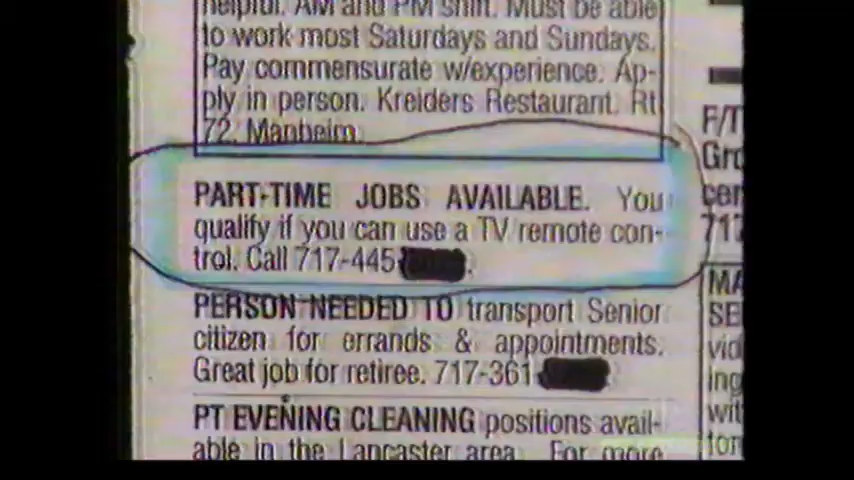 helpful. AM and PM shift. Must be able
to work most Saturdays and Sundays.
Pay commensurate w/experience. Ap-
ply in person. Kreiders Restaurant. Rt
72, Manheim.
PART-TIME JOBS AVAILABLE. You
qualify if you can use a TV remote con-
trol. Call 717-445-
PERSON NEEDED TO transport Senior
citizen for errands & appointments.
Great job for retiree. 717-361-
PT EVENING CLEANING positions avail-
able in the Lancaster area. For more
F/T
Gro
cer
717
MA
SE
vid
ing
wit